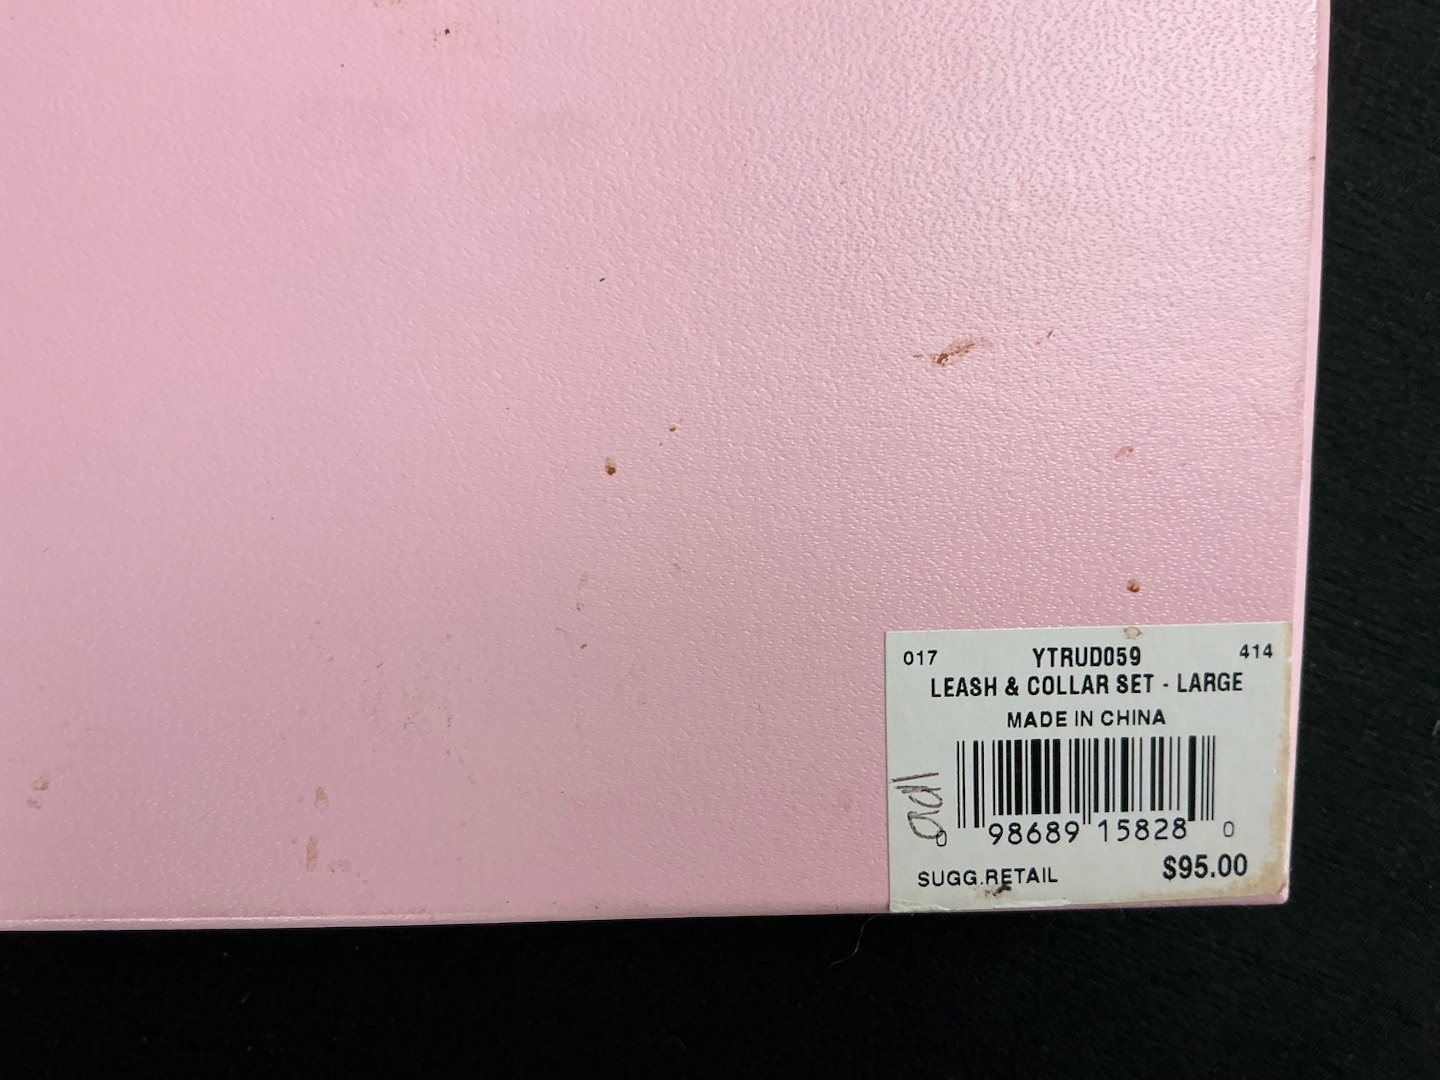 017 YTRUD059 414
LEASH & COLLAR SET - LARGE
MADE IN CHINA
0 98689 15828 0
SUGG.RETAIL $95.00